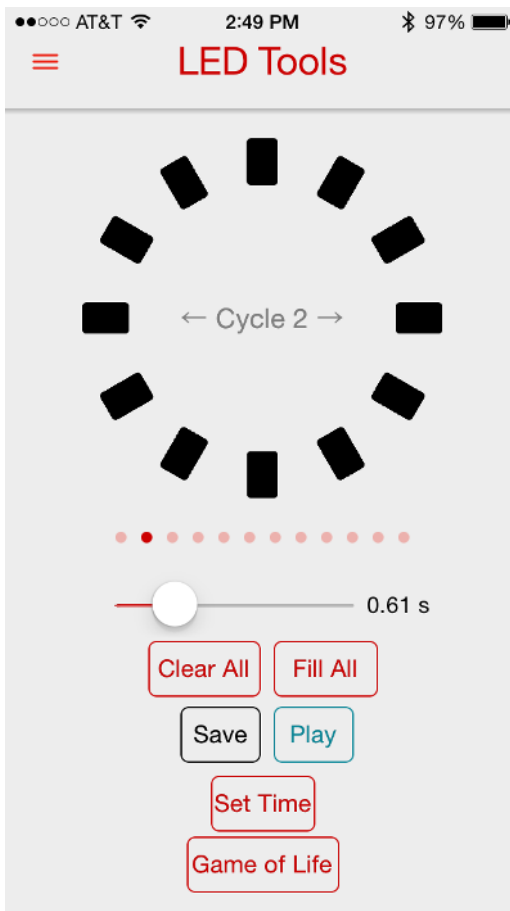 AT&T 2:49 PM 97%
LED Tools
← Cycle 2 →
0.61 s
Clear All Fill All
Save Play
Set Time
Game of Life